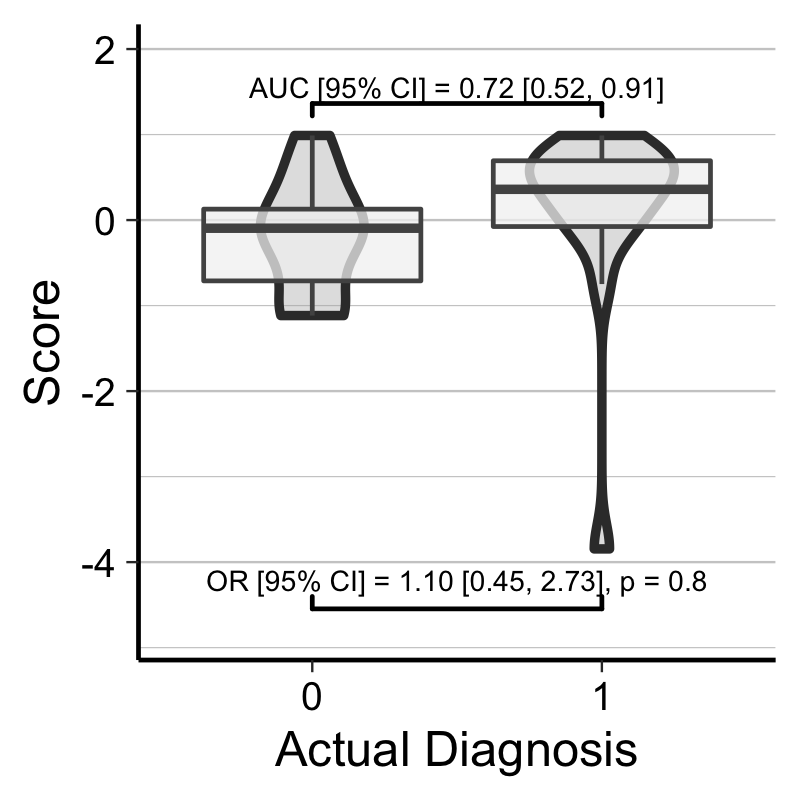 2
AUC [95% CI] = 0.72 [0.52, 0.91]
0
Score
-2
-4
OR [95% CI] = 1.10 [0.45, 2.73], p = 0.8
0 1
Actual Diagnosis